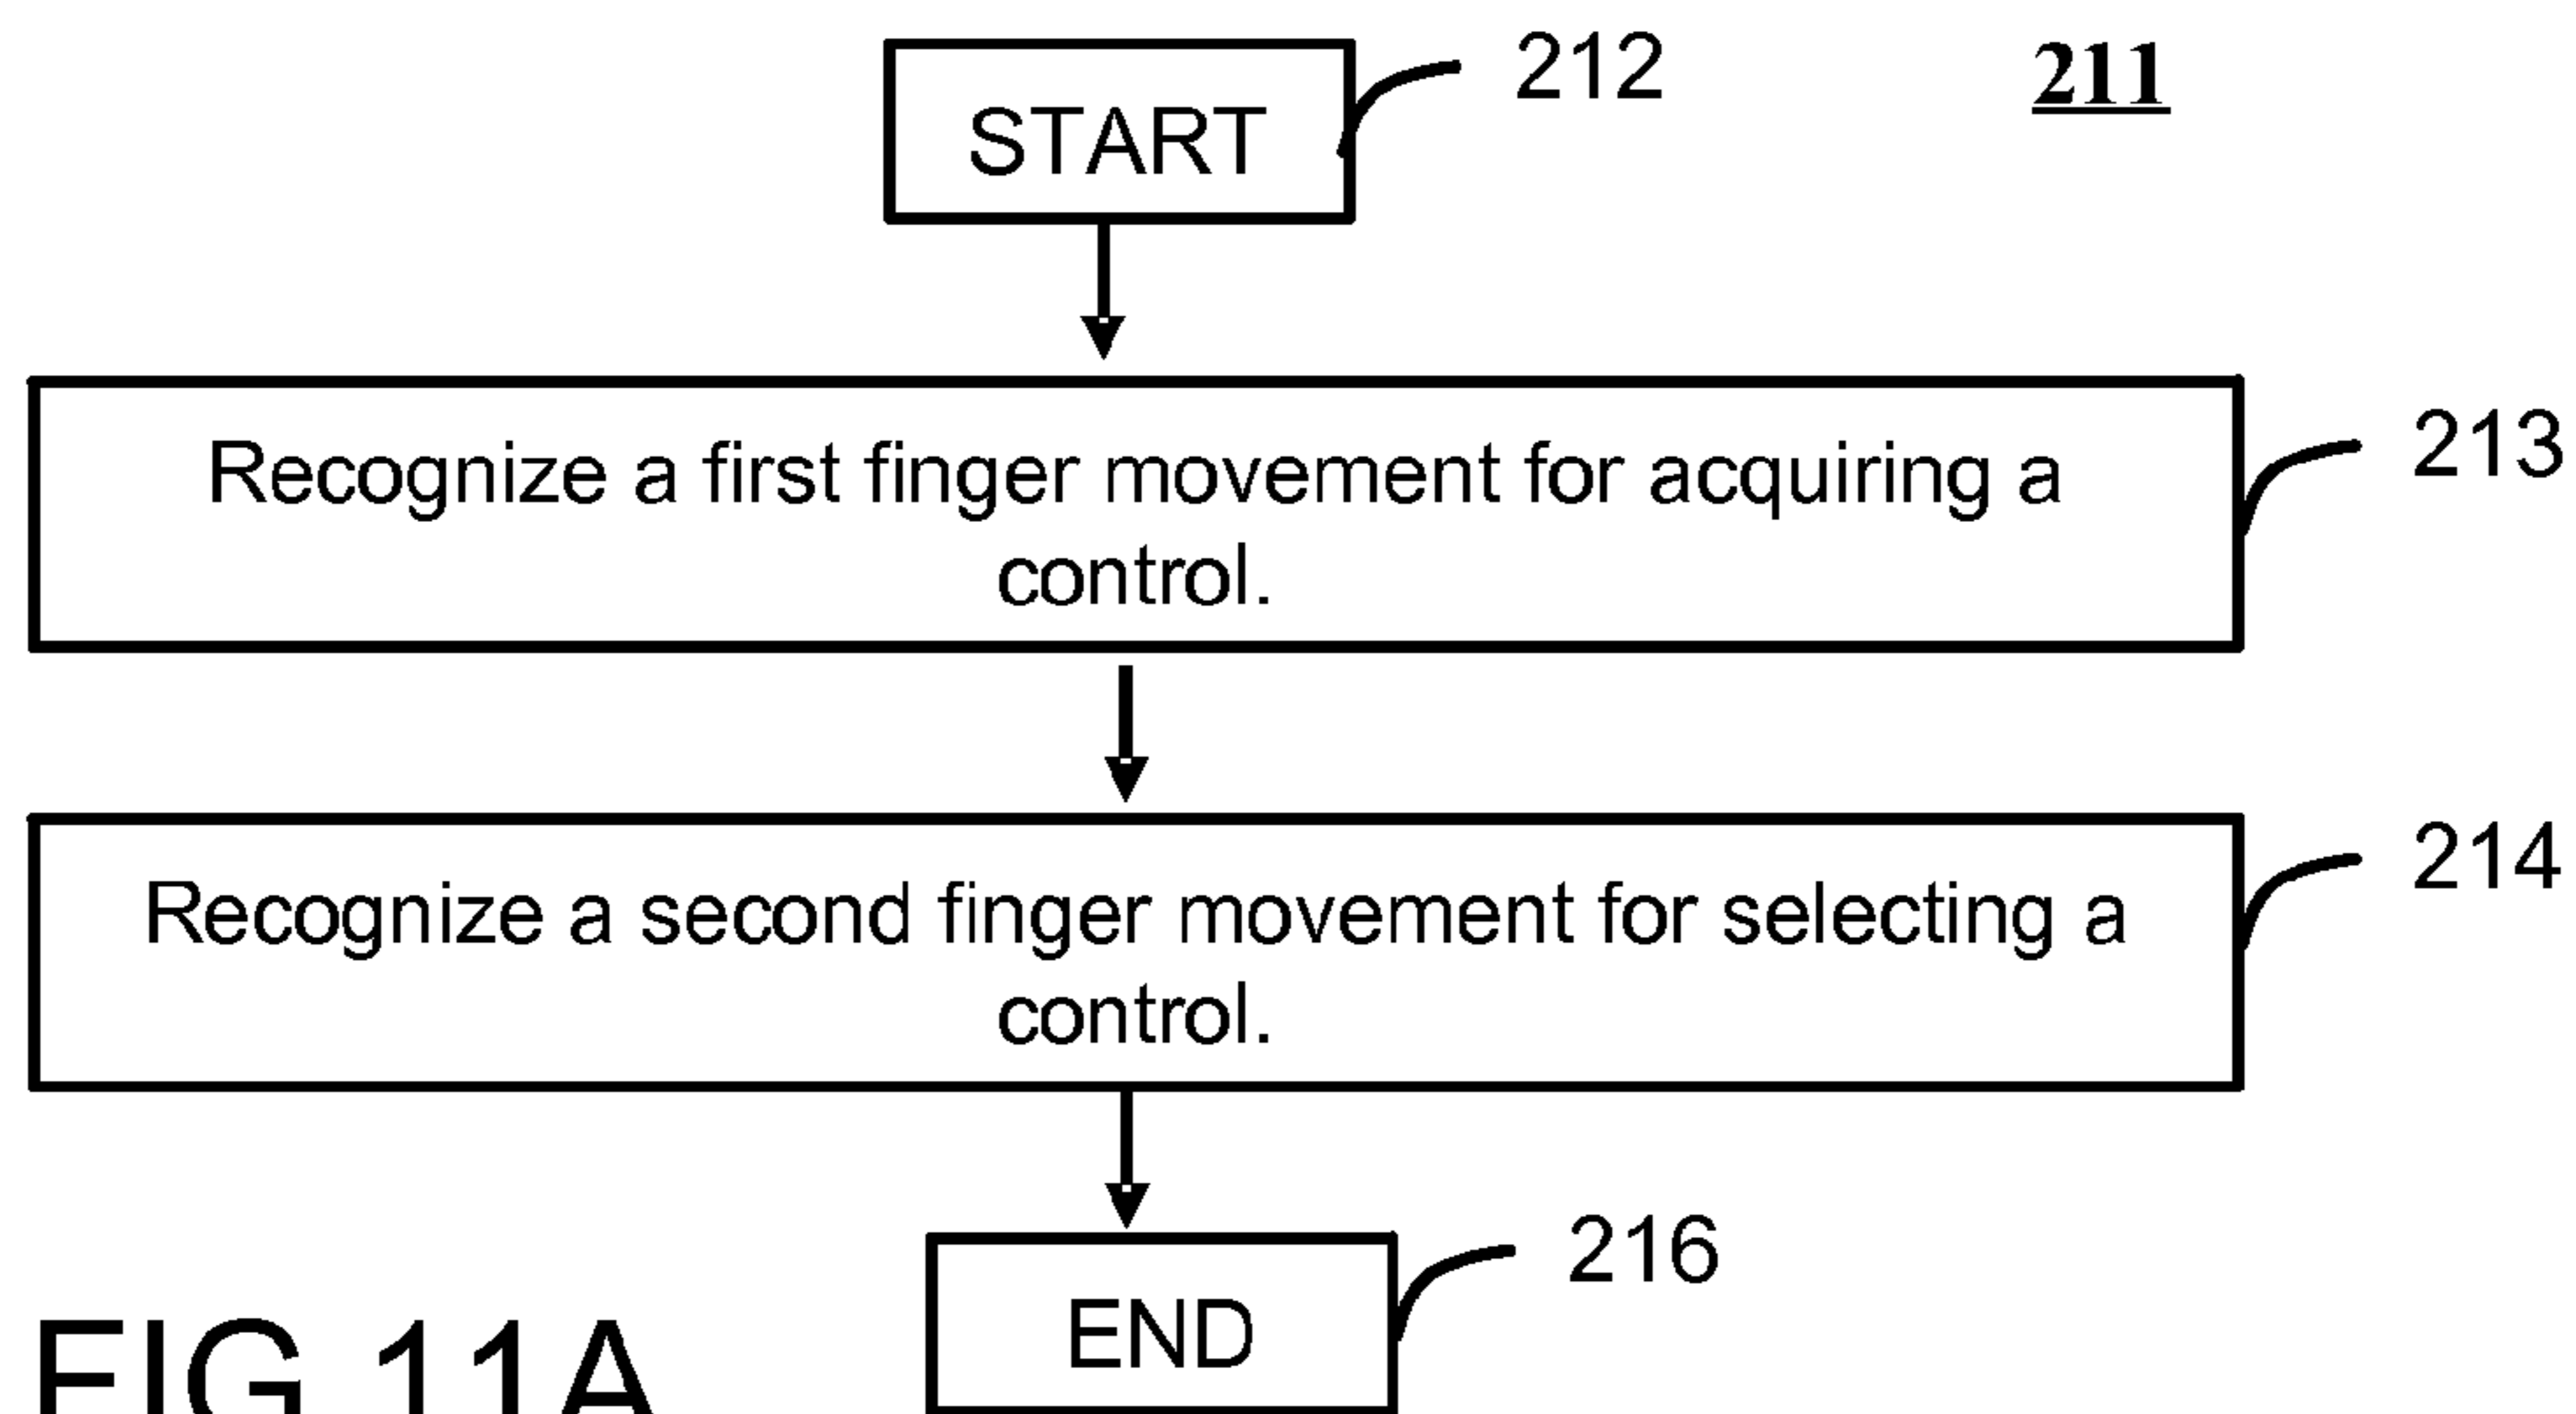 211
START 212
Recognize a first finger movement for acquiring a
control.
213
Recognize a second finger movement for selecting a
control.
214
END 216
FIG 11A